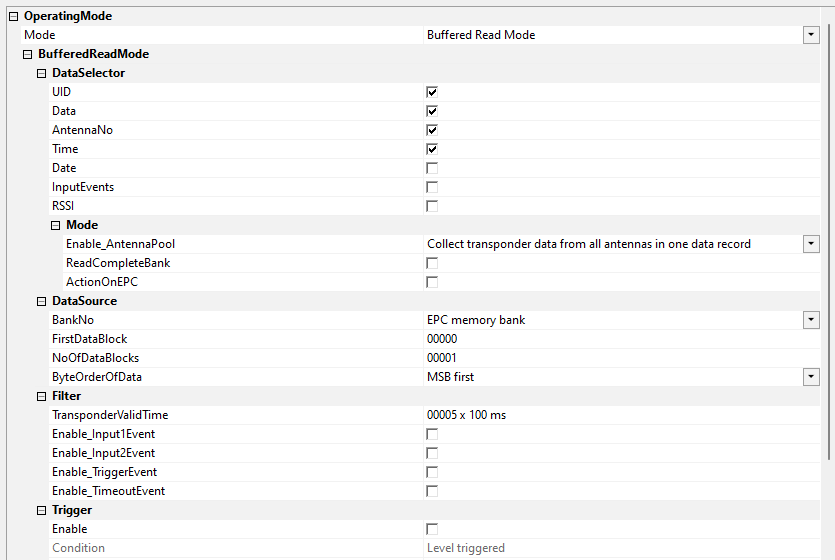 OperatingMode
Mode Buffered Read Mode
BufferedReadMode
DataSelector
UID
Data
AntennaNo
Time
Date
InputEvents
RSSI
Mode
Enable_AntennaPool Collect transponder data from all antennas in one data record
ReadCompleteBank
ActionOnEPC
DataSource
BankNo EPC memory bank
FirstDataBlock 00000
NoOfDataBlocks 00001
ByteOrderOfData MSB first
Filter
TransponderValidTime 00005 x 100 ms
Enable_Input1Event
Enable_Input2Event
Enable_TriggerEvent
Enable_TimeoutEvent
Trigger
Enable
Condition Level triggered